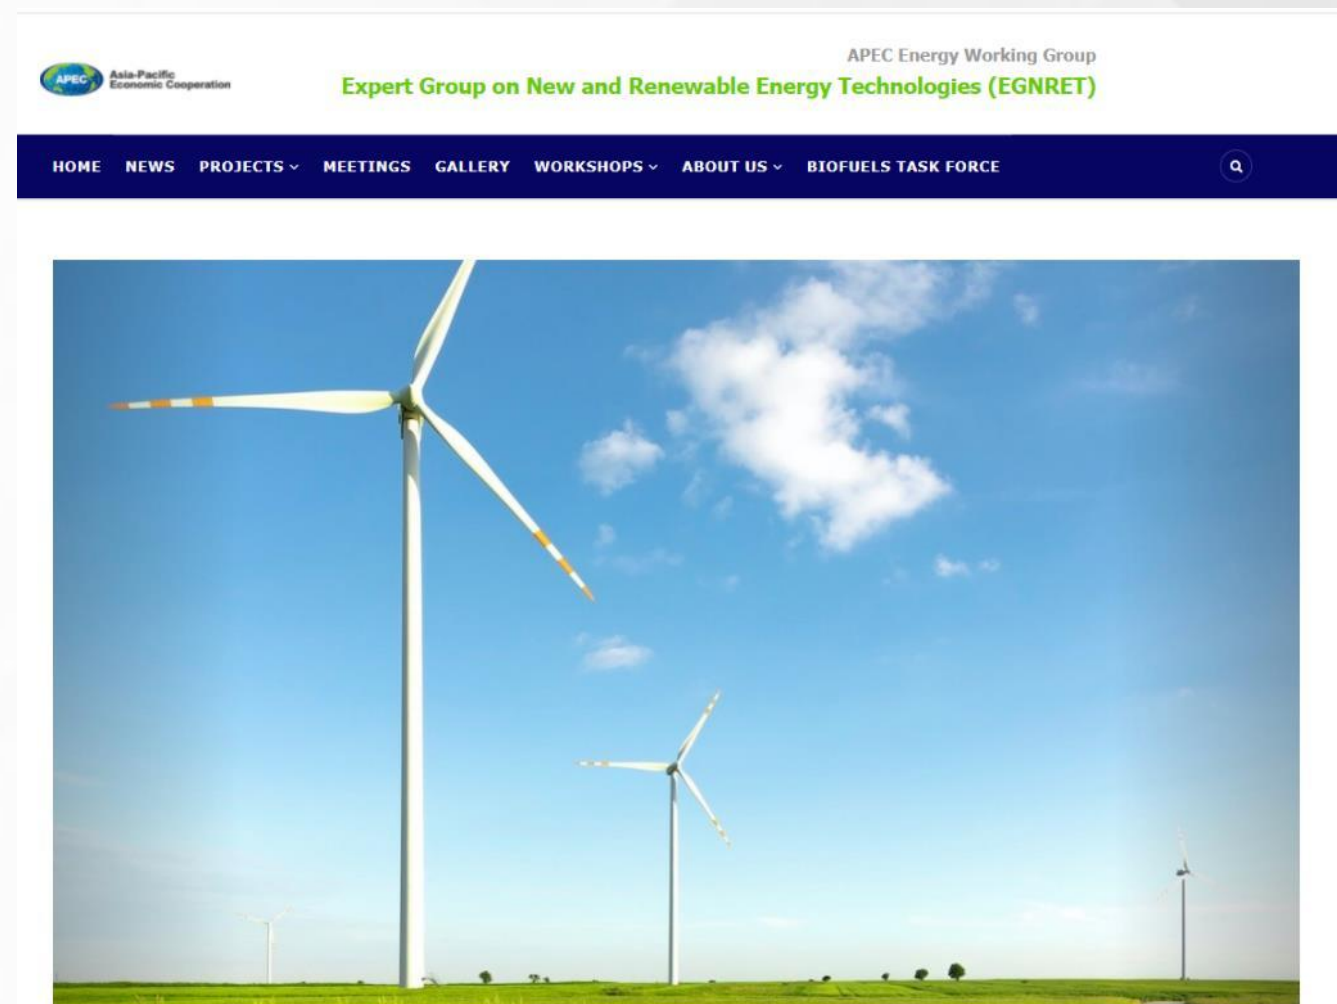 APEC Energy Working Group
APEC
Asia-Pacific
Economic Cooperation
Expert Group on New and Renewable Energy Technologies (EGNRET)
HOME NEWS PROJECTS MEETINGS GALLERY WORKSHOPS ABOUT US BIOFUELS TASK FORCE